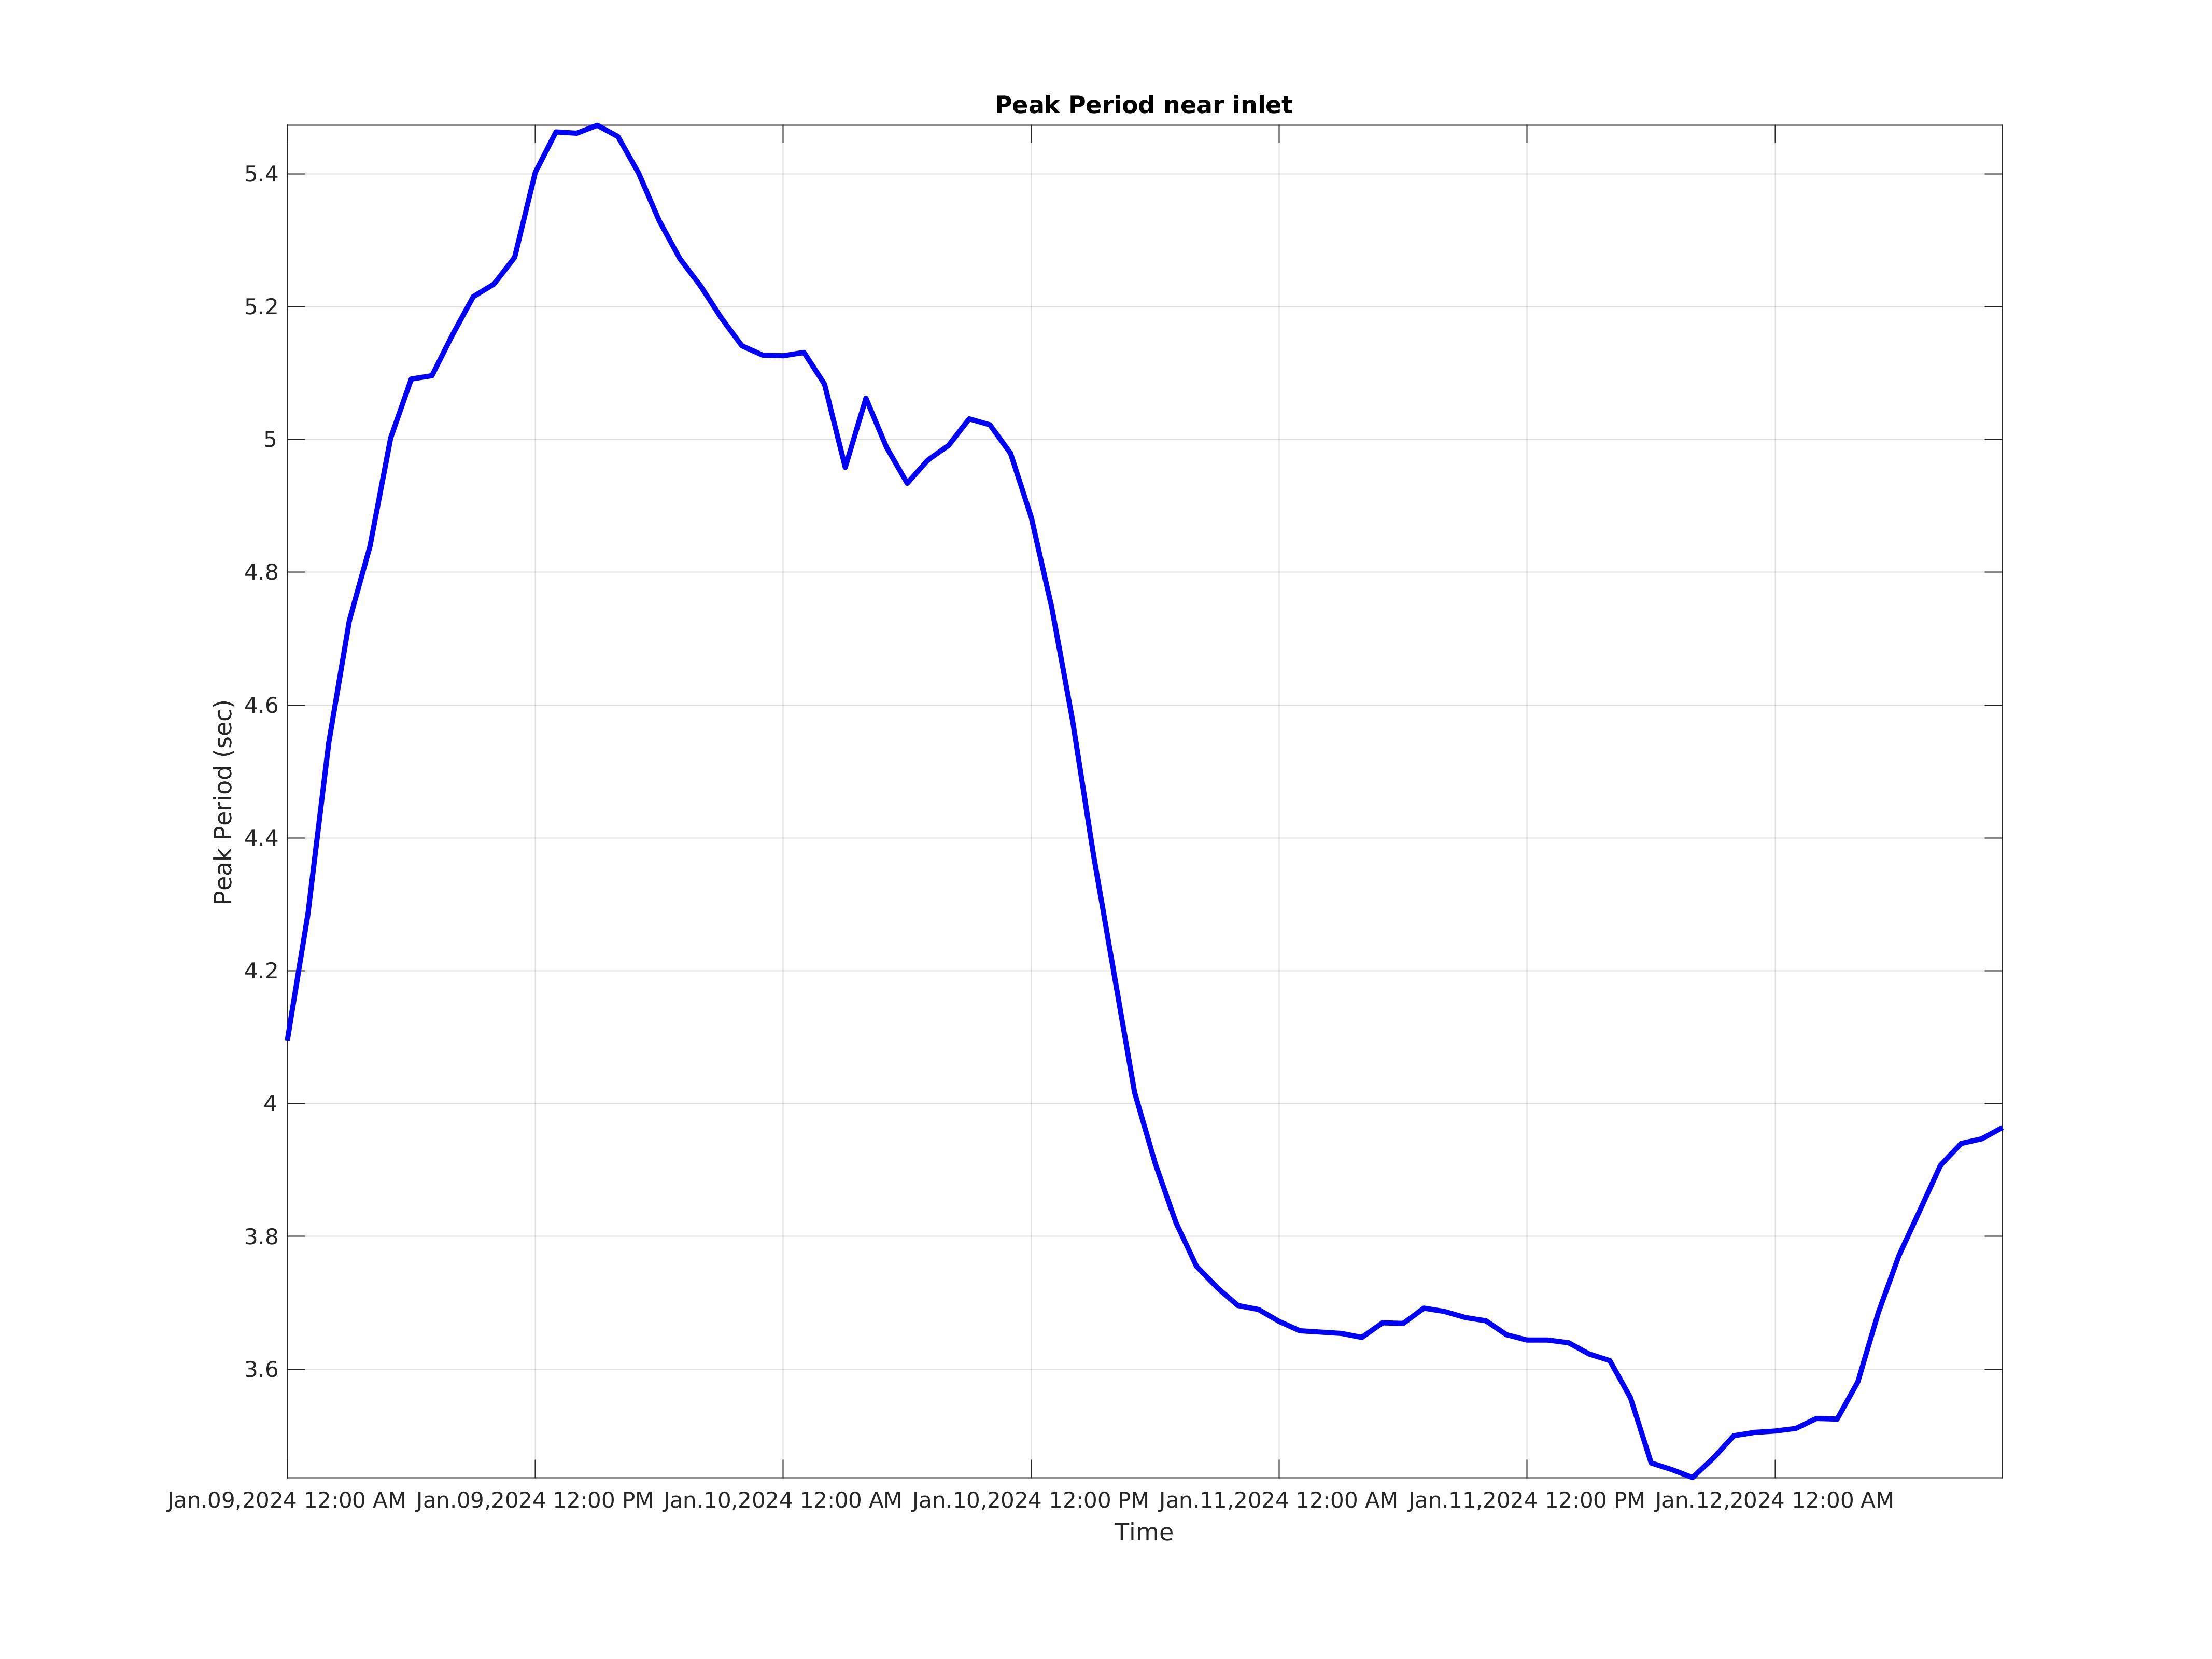 Peak Period near inlet
5.4
5.2
5
4.8
4.6
4.4
4.2
4
3.8
3.6
Peak Period (sec)
Jan.09,2024 12:00 AM Jan.09,2024 12:00 PM Jan.10,2024 12:00 AM Jan.10,2024 12:00 PM Jan.11,2024 12:00 AM Jan.11,2024 12:00 PM Jan.12,2024 12:00 AM
Time